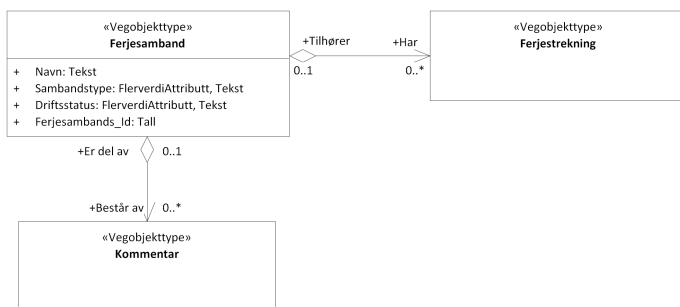 «Vegobjekttype»
Ferjesamband
+ Navn: Tekst
+ Sambandstype: FlerverdiAttributt, Tekst
+ Driftsstatus: FlerverdiAttributt, Tekst
+ Ferjesambands_Id: Tall
+Tilhører
0..1
+Har
0..*
«Vegobjekttype»
Ferjestrekning
+Er del av
0..1
+Består av
0..*
«Vegobjekttype»
Kommentar